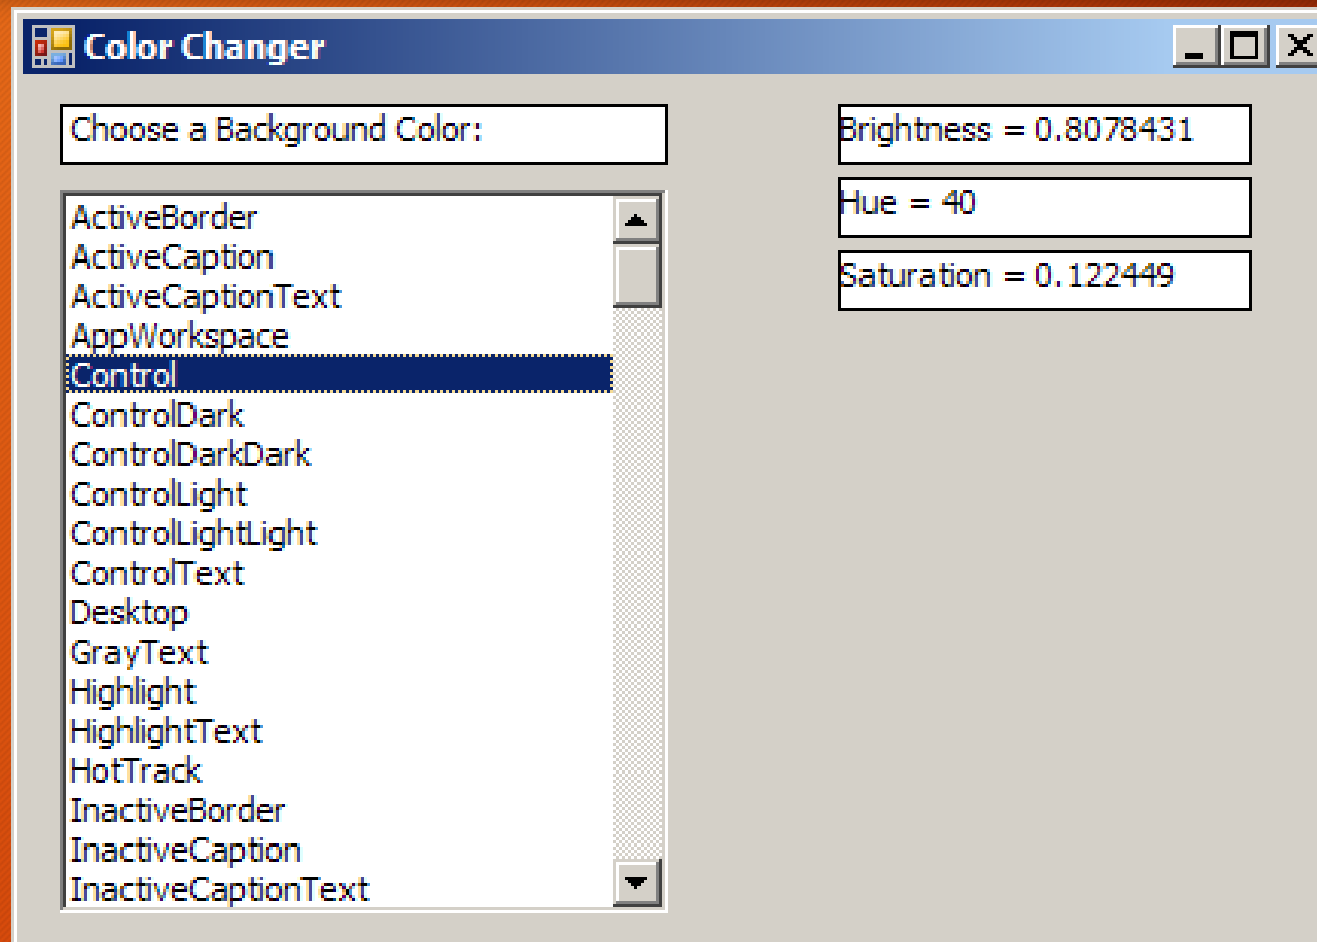 Color Changer
Choose a Background Color:
ActiveBorder
ActiveCaption
ActiveCaptionText
AppWorkspace
Control
ControlDark
ControlDarkDark
ControlLight
ControlLightLight
ControlText
Desktop
GrayText
Highlight
HighlightText
HotTrack
InactiveBorder
InactiveCaption
InactiveCaptionText
Brightness = 0.8078431
Hue = 40
Saturation = 0.122449